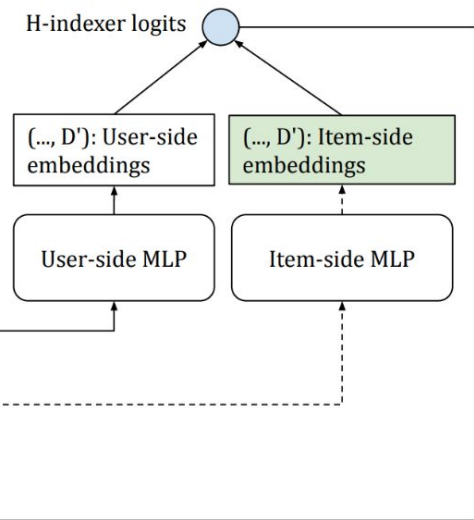 H-indexer logits
(..., D'): User-side
embeddings
(..., D'): Item-side
embeddings
User-side MLP
Item-side MLP